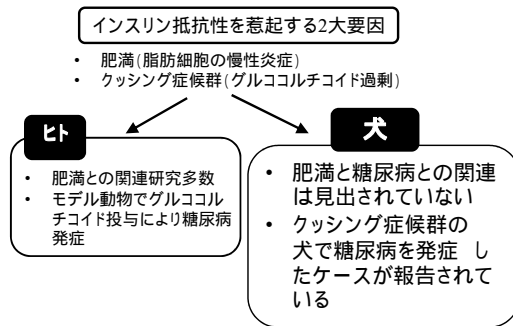 インスリン抵抗性を惹起する2大要因
・ 肥満(脂肪細胞の慢性炎症)
・ クッシング症候群(グルココルチコイド過剰)
ヒト
・ 肥満との関連研究多数
・ モデル動物でグルココル
チコイド投与により糖尿病
発症
犬
・ 肥満と糖尿病との関連
は見出されていない
・ クッシング症候群の
犬で糖尿病を発症 し
たケースが報告されて
いる